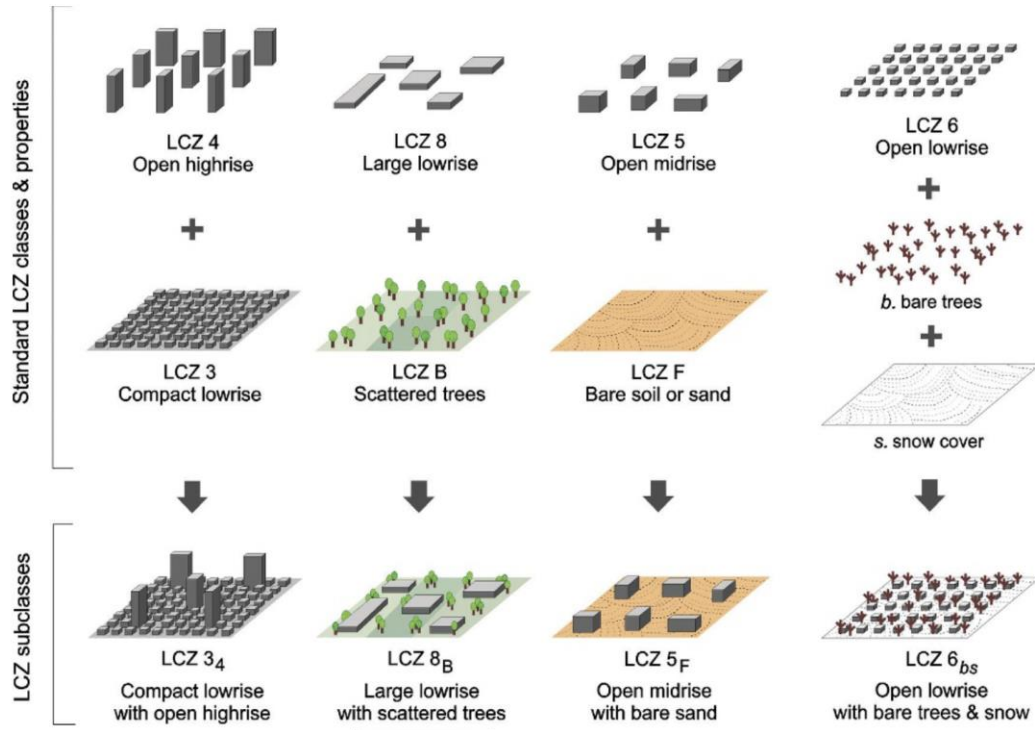 Standard LCZ classes & properties
LCZ 4
Open highrise
LCZ 8
Large lowrise
LCZ 5
Open midrise
LCZ 6
Open lowrise
+
+
+
+
b. bare trees
+
LCZ 3
Compact lowrise
LCZ B
Scattered trees
LCZ F
Bare soil or sand
s. snow cover
LCZ subclasses
LCZ 3₄
Compact lowrise
with open highrise
LCZ 8_B
Large lowrise
with scattered trees
LCZ 5_F
Open midrise
with bare sand
LCZ 6_bs
Open lowrise
with bare trees & snow